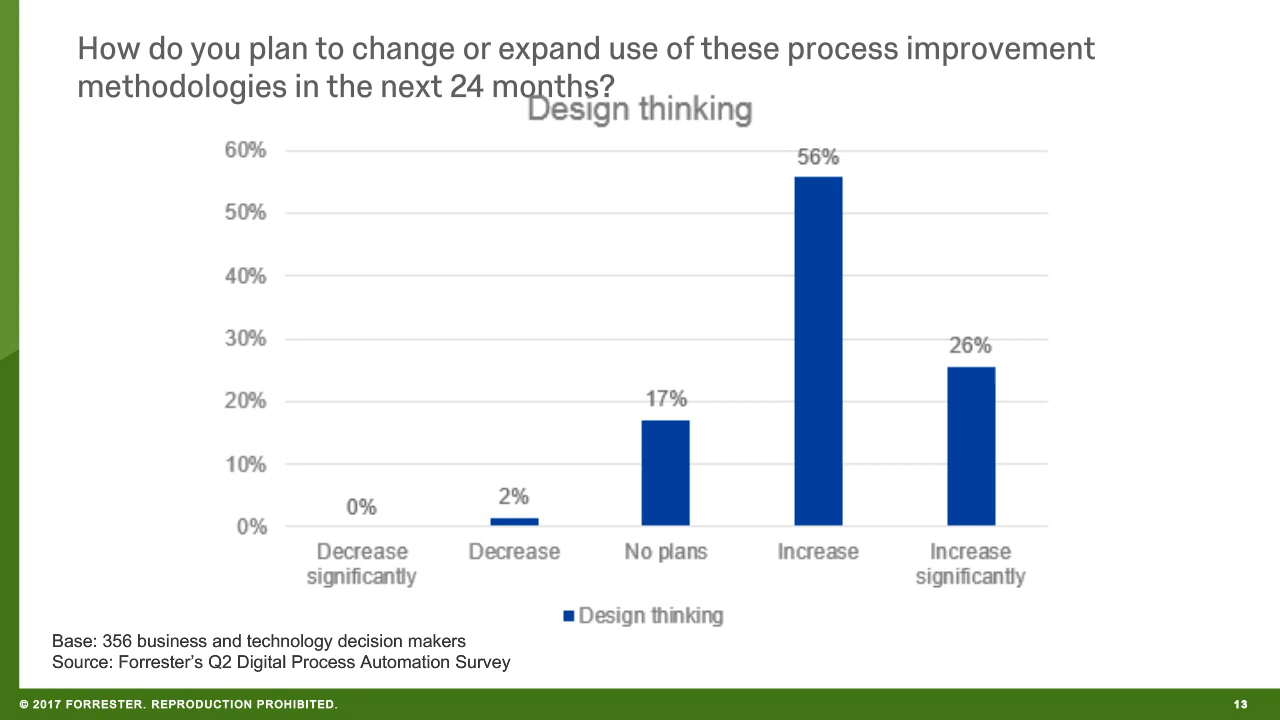 How do you plan to change or expand use of these process improvement
methodologies in the next 24 months?
Design thinking
60%
50%
40%
30%
20%
10%
0%
0%
2%
17%
56%
26%
Decrease
significantly
Decrease
No plans
Increase
Increase
significantly
Design thinking
Base: 356 business and technology decision makers
Source: Forrester’s Q2 Digital Process Automation Survey
© 2017 FORRESTER. REPRODUCTION PROHIBITED.
13